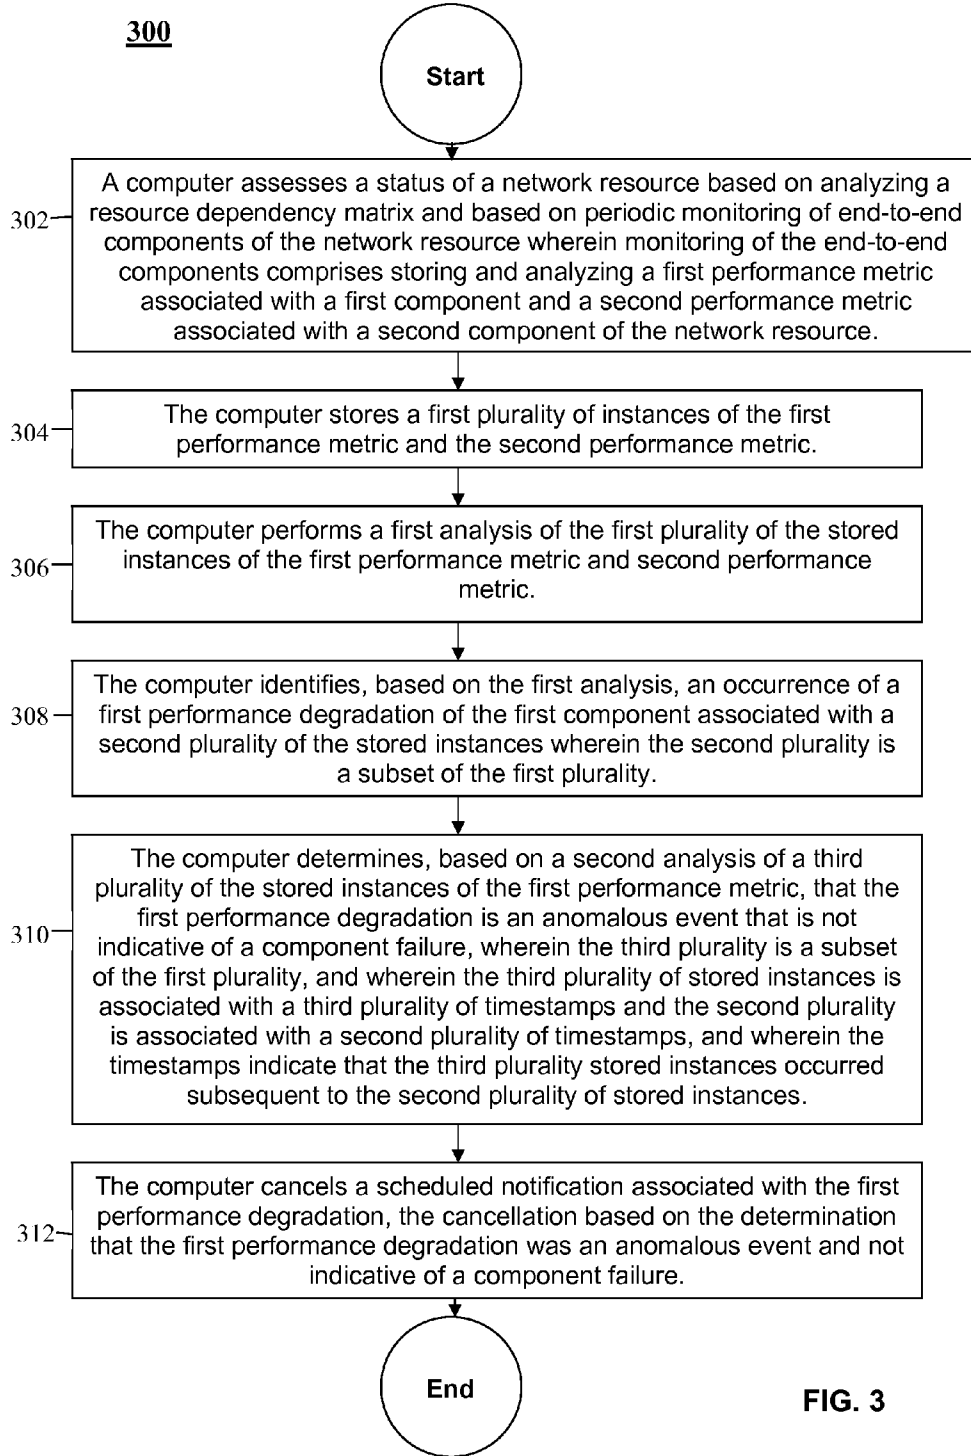 300
Start
302
A computer assesses a status of a network resource based on analyzing a
resource dependency matrix and based on periodic monitoring of end-to-end
components of the network resource wherein monitoring of the end-to-end
components comprises storing and analyzing a first performance metric
associated with a first component and a second performance metric
associated with a second component of the network resource.
304
The computer stores a first plurality of instances of the first
performance metric and the second performance metric.
306
The computer performs a first analysis of the first plurality of the stored
instances of the first performance metric and second performance
metric.
308
The computer identifies, based on the first analysis, an occurrence of a
first performance degradation of the first component associated with a
second plurality of the stored instances wherein the second plurality is
a subset of the first plurality.
310
The computer determines, based on a second analysis of a third
plurality of the stored instances of the first performance metric, that the
first performance degradation is an anomalous event that is not
indicative of a component failure, wherein the third plurality is a subset
of the first plurality, and wherein the third plurality of stored instances is
associated with a third plurality of timestamps and the second plurality
is associated with a second plurality of timestamps, and wherein the
timestamps indicate that the third plurality stored instances occurred
subsequent to the second plurality of stored instances.
312
The computer cancels a scheduled notification associated with the first
performance degradation, the cancellation based on the determination
that the first performance degradation was an anomalous event and not
indicative of a component failure.
End
FIG. 3